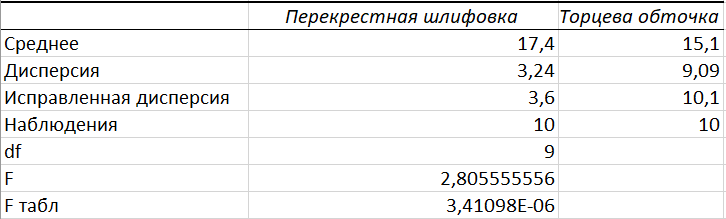 Перекрестная шлифовка Торцева обточка
Среднее 17,4 15,1
Дисперсия 3,24 9,09
Исправленная дисперсия 3,6 10,1
Наблюдения 10 10
df 9
F 2,805555556
F табл 3,41098E-06